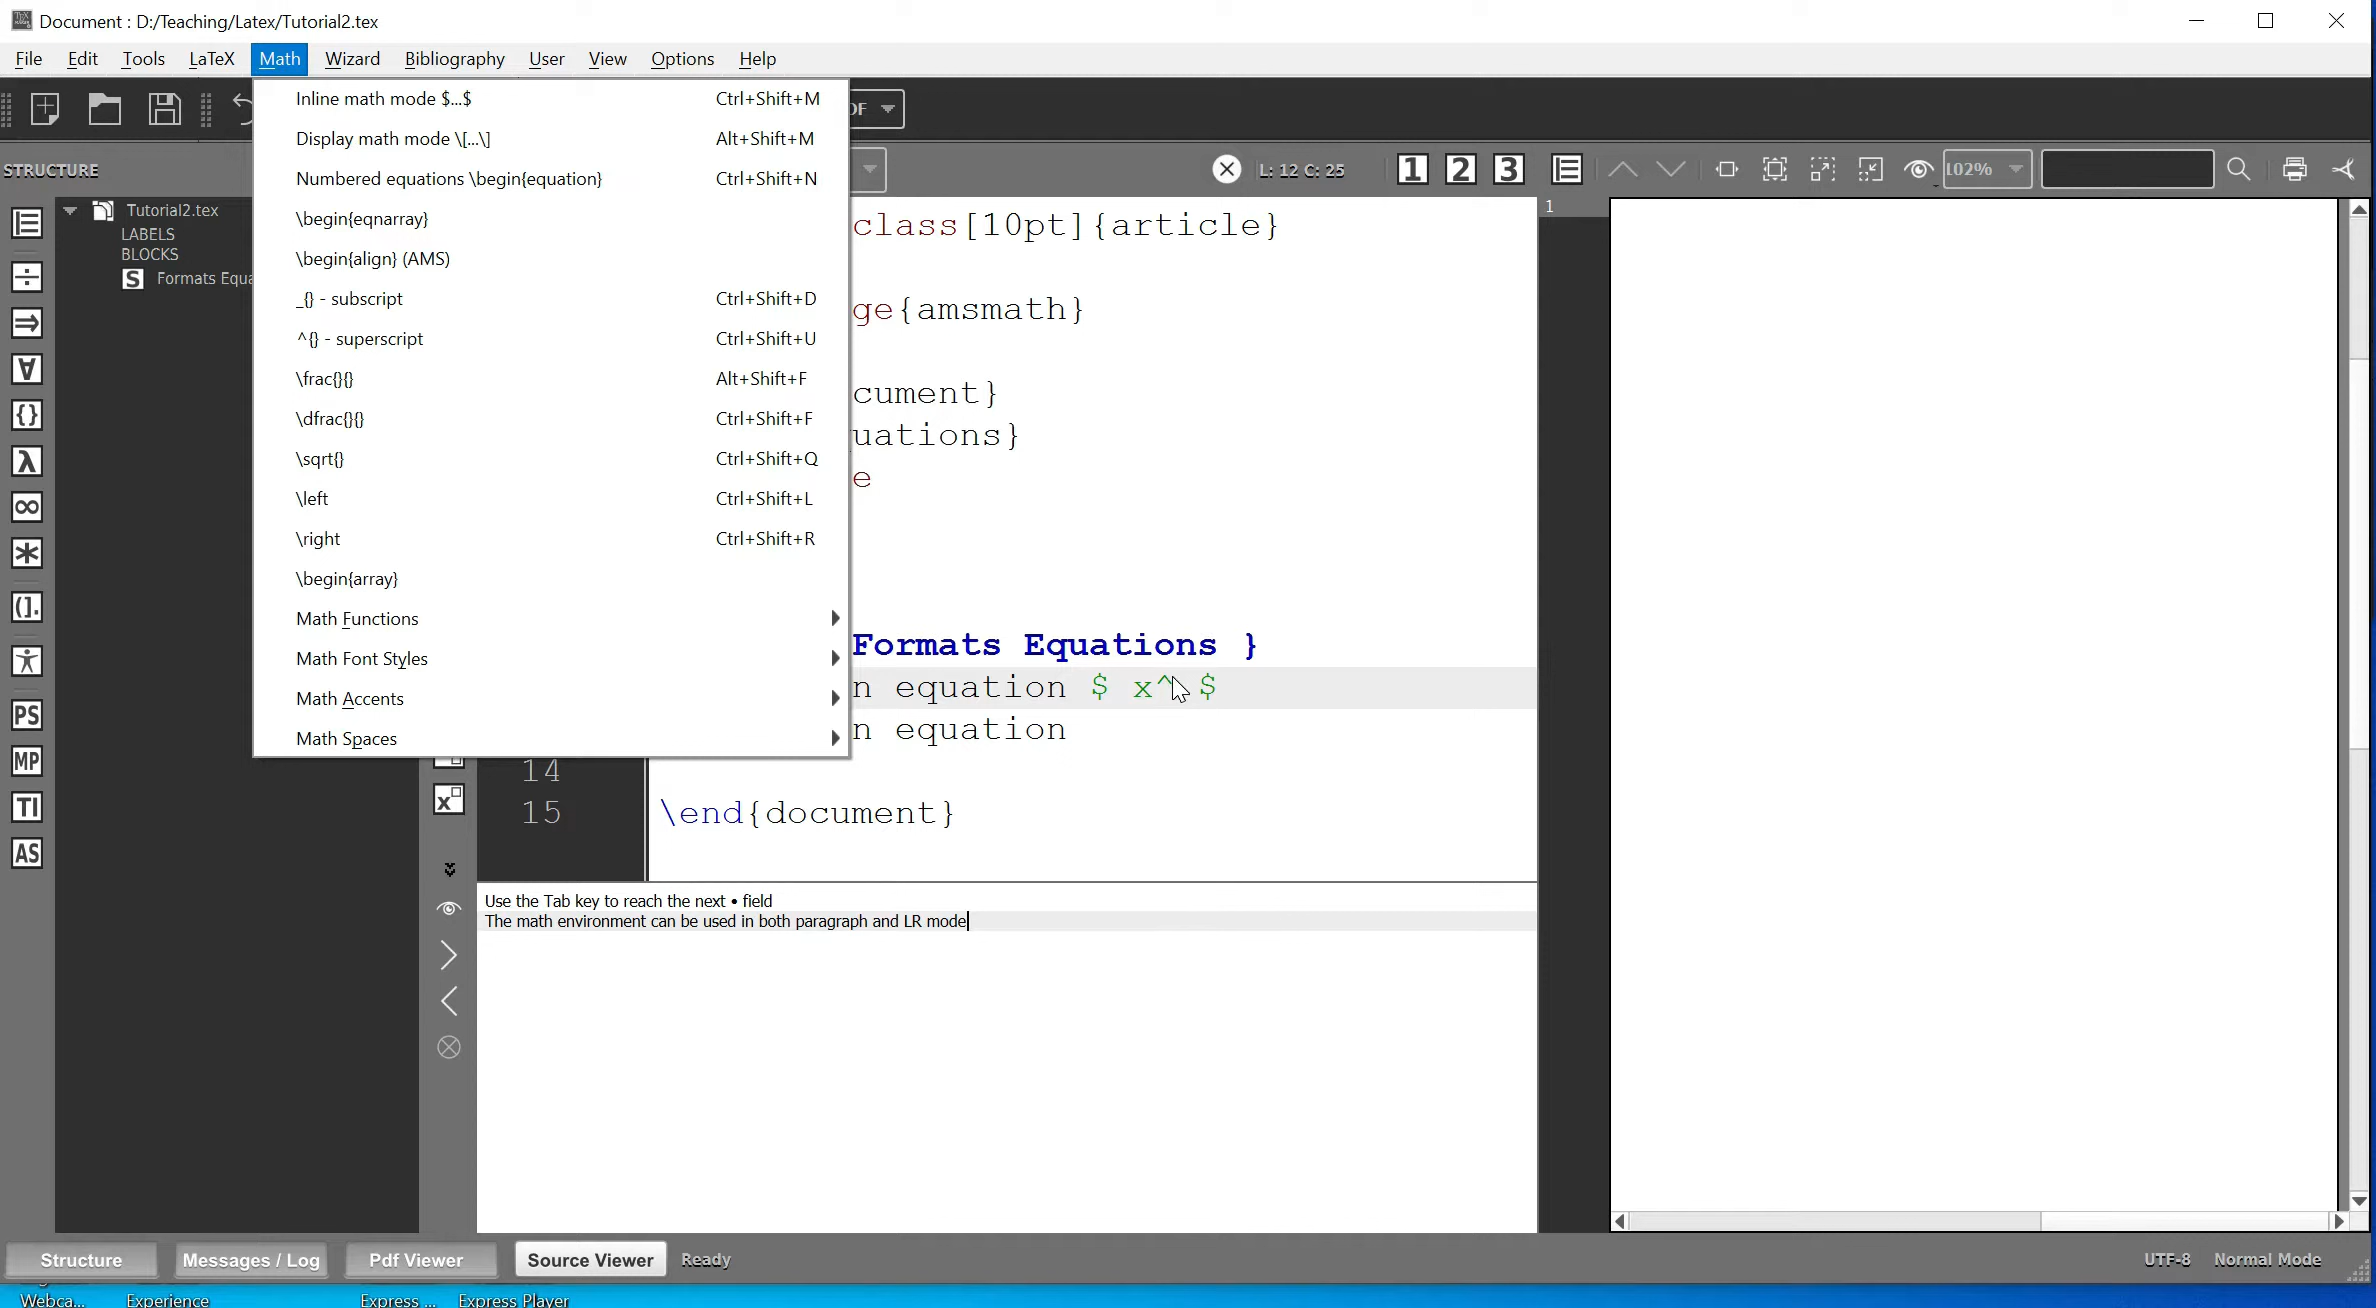 Document : D:/Teaching/Latex/Tutorial2.tex
File Edit Tools LaTeX Math Wizard Bibliography User View Options Help
Inline math mode $...$ Ctrl+Shift+M
Display math mode \[...\] Alt+Shift+M
Numbered equations \begin{equation} Ctrl+Shift+N
\begin{eqnarray}
\begin{align} (AMS)
_{} - subscript Ctrl+Shift+D
^{} - superscript Ctrl+Shift+U
\frac{}{} Alt+Shift+F
\dfrac{}{} Ctrl+Shift+F
\sqrt{} Ctrl+Shift+Q
\left Ctrl+Shift+L
\right Ctrl+Shift+R
\begin{array}
Math Functions
Math Font Styles
Math Accents
Math Spaces
DF
STRUCTURE
L: 12 C: 25
1 2 3
102%
Tutorial2.tex
LABELS
BLOCKS
S Formats Equa
PS
MP
TI
AS
1
class[10pt]{article}
ge{amsmath}
cument}
uations}
e
Formats Equations }
n equation $ x^ $
n equation
14
15 \end{document}
Use the Tab key to reach the next • field
The math environment can be used in both paragraph and LR mode
Structure Messages / Log Pdf Viewer Source Viewer Ready UTF-8 Normal Mode
Webca... Experience Express ... Express Player